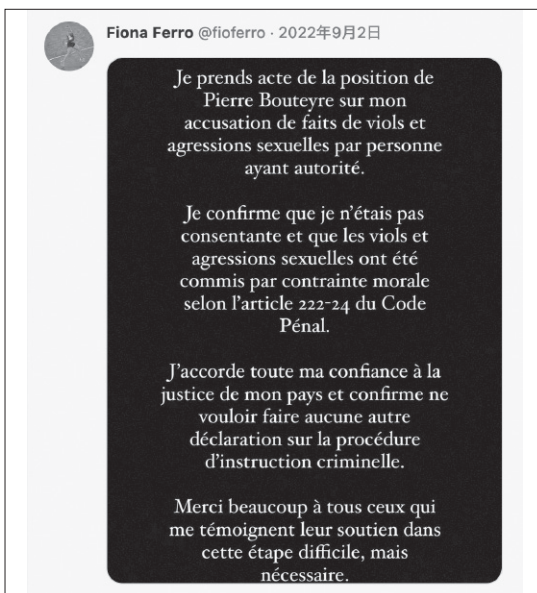 Fiona Ferro @fioferro · 2022年9月2日
Je prends acte de la position de
Pierre Bouteyre sur mon
accusation de faits de viols et
agressions sexuelles par personne
ayant autorité.
Je confirme que je n’étais pas
consentante et que les viols et
agressions sexuelles ont été
commis par contrainte morale
selon l’article 222-24 du Code
Pénal.
J’accorde toute ma confiance à la
justice de mon pays et confirme ne
vouloir faire aucune autre
déclaration sur la procédure
d’instruction criminelle.
Merci beaucoup à tous ceux qui
me témoignent leur soutien dans
cette étape difficile, mais
nécessaire.